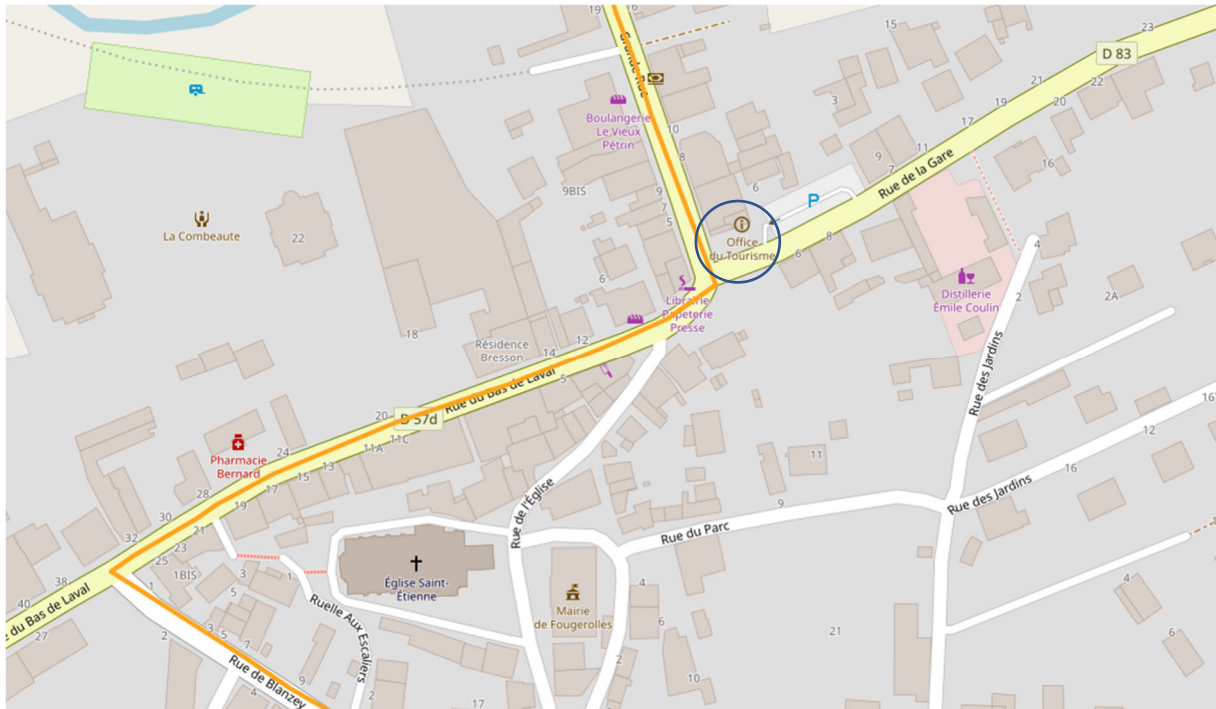 19
Grande Rue
23
D 83
15
21
22
Boulangerie
Le Vieux
Pétrin
10
3
19
20
17
8
11
16
9
7
Rue de la Gare
9BIS
9
7
5
6
P
La Combeaute
22
Office
du Tourisme
8
6
4
6
Librairie
Papeterie
Presse
Distillerie
Émile Coulin
2
2A
18
Résidence
Bresson
14
12
5
Rue du Bas de Laval
Rue des Jardins
20
D 57d
11C
11A
16
12
Pharmacie
Bernard
24
13
15
17
11
16
28
19
Rue de l'Église
9
Rue des Jardins
30
21
Rue du Parc
32
23
25
Église Saint-
Étienne
38
1
1BIS
3
1
5
Mairie
de Fougerolles
4
4
40
27
e du Bas de Laval
Ruelle Aux Escaliers
2
3
5
7
6
21
6
Rue de Blanzey
9
2
10
4
2
17